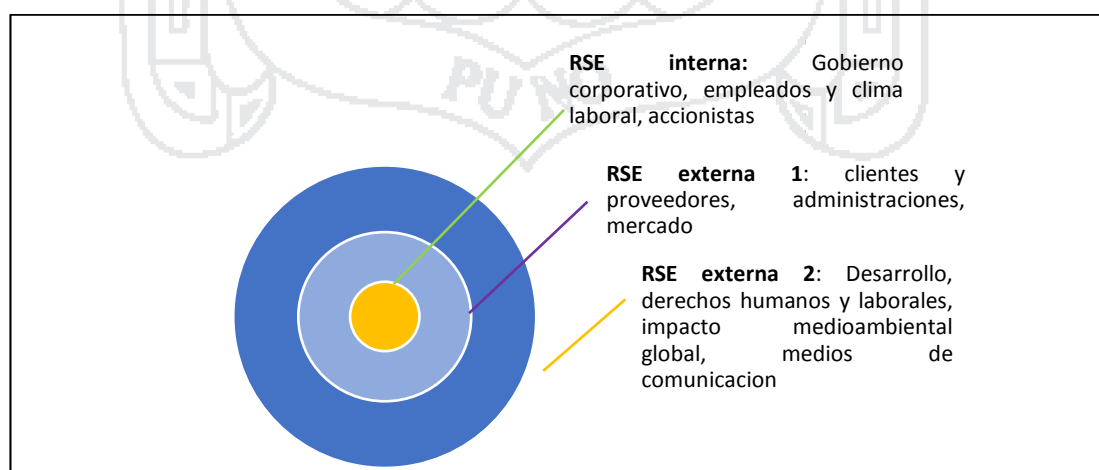 PUNO
RSE interna: Gobierno
corporativo, empleados y clima
laboral, accionistas
RSE externa 1: clientes y
proveedores, administraciones,
mercado
RSE externa 2: Desarrollo,
derechos humanos y laborales,
impacto medioambiental
global, medios de
comunicacion